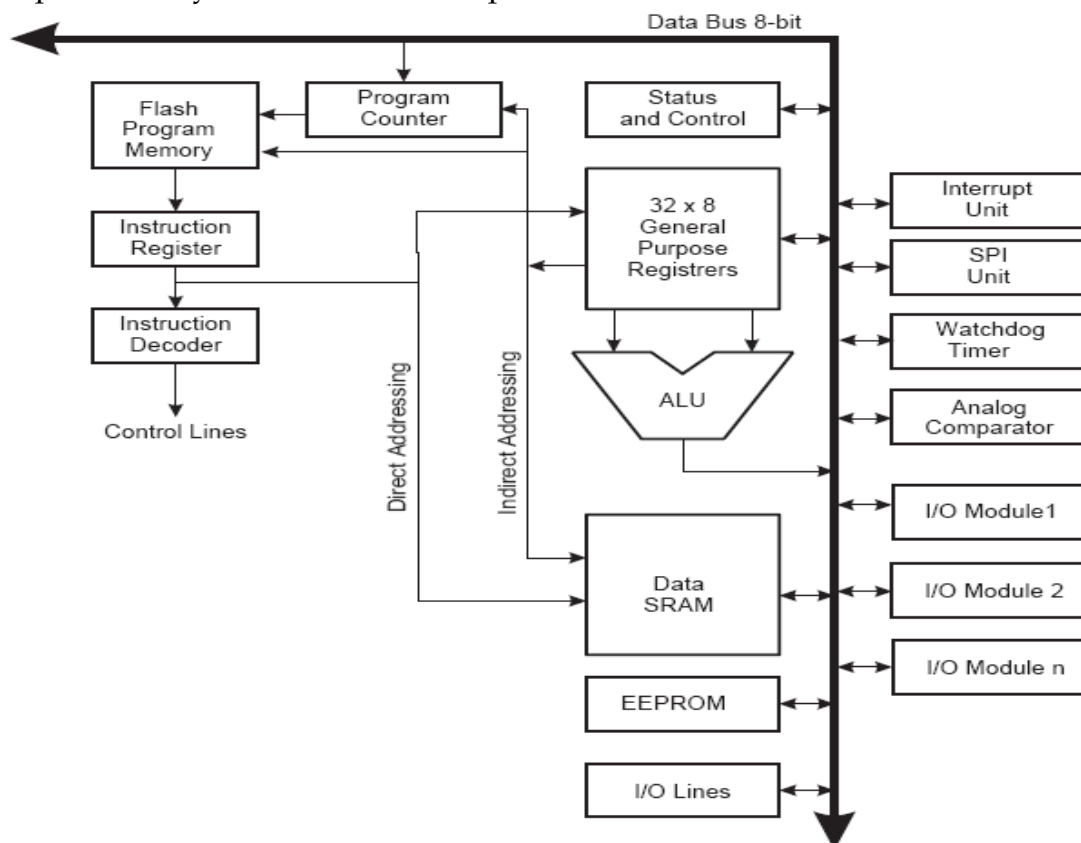 Data Bus 8-bit
Flash
Program
Memory
Program
Counter
Status
and Control
Instruction
Register
32 x 8
General
Purpose
Registrers
Interrupt
Unit
SPI
Unit
Instruction
Decoder
Watchdog
Timer
Control Lines
Direct Addressing
Indirect Addressing
ALU
Analog
Comparator
I/O Module1
Data
SRAM
I/O Module 2
I/O Module n
EEPROM
I/O Lines